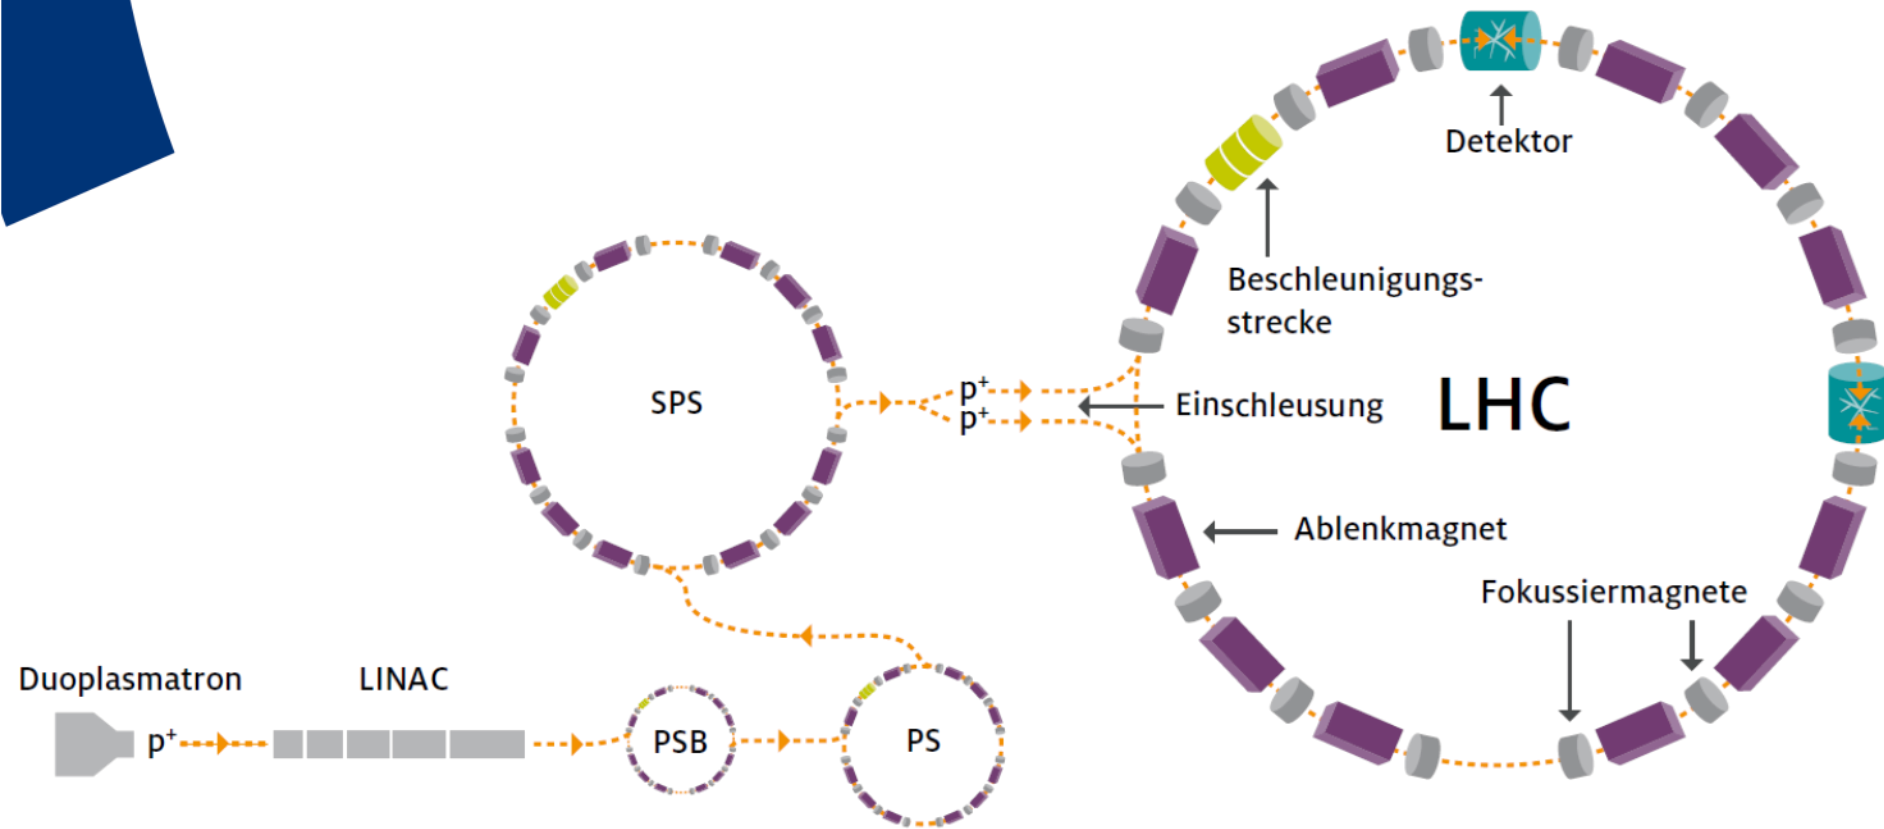 Detektor
Beschleunigungs-
strecke
SPS
p⁺
p⁺
Einschleusung
LHC
Ablenkmagnet
Fokussiermagnete
Duoplasmatron
LINAC
p⁺
PSB
PS